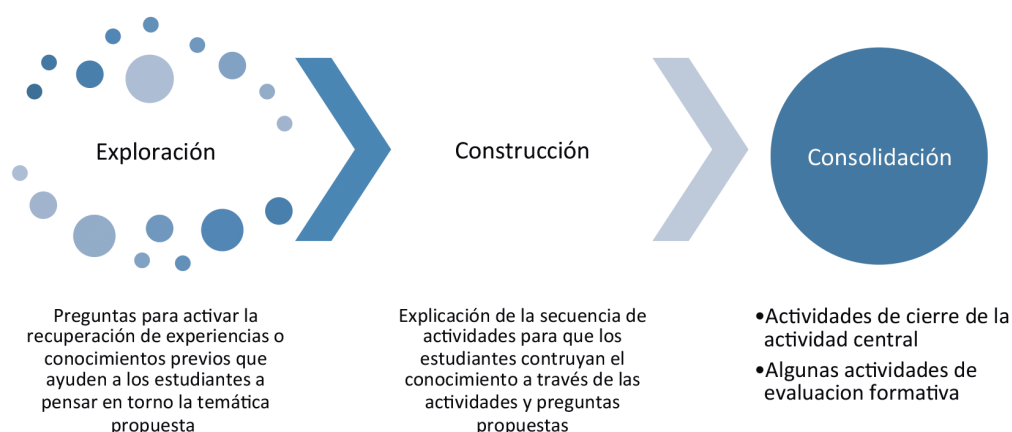 Exploración
Construcción
Consolidación
Preguntas para activar la
recuperación de experiencias o
conocimientos previos que
ayuden a los estudiantes a
pensar en torno la temática
propuesta
Explicación de la secuencia de
actividades para que los
estudiantes contruyan el
conocimiento a través de las
actividades y preguntas
propuestas
•Actividades de cierre de la
actividad central
•Algunas actividades de
evaluacion formativa